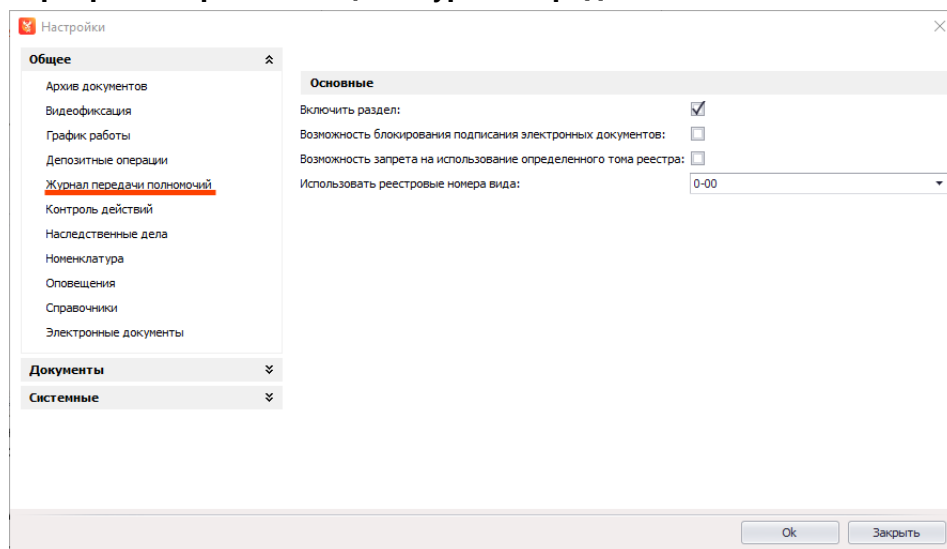 Настройки
Общее
Архив документов
Видеофиксация
График работы
Депозитные операции
Журнал передачи полномочий
Контроль действий
Наследственные дела
Номенклатура
Оповещения
Справочники
Электронные документы
Документы
Системные
Основные
Включить раздел:
Возможность блокирования подписания электронных документов:
Возможность запрета на использование определенного тома реестра:
Использовать реестровые номера вида: 0-00
Ok Закрыть